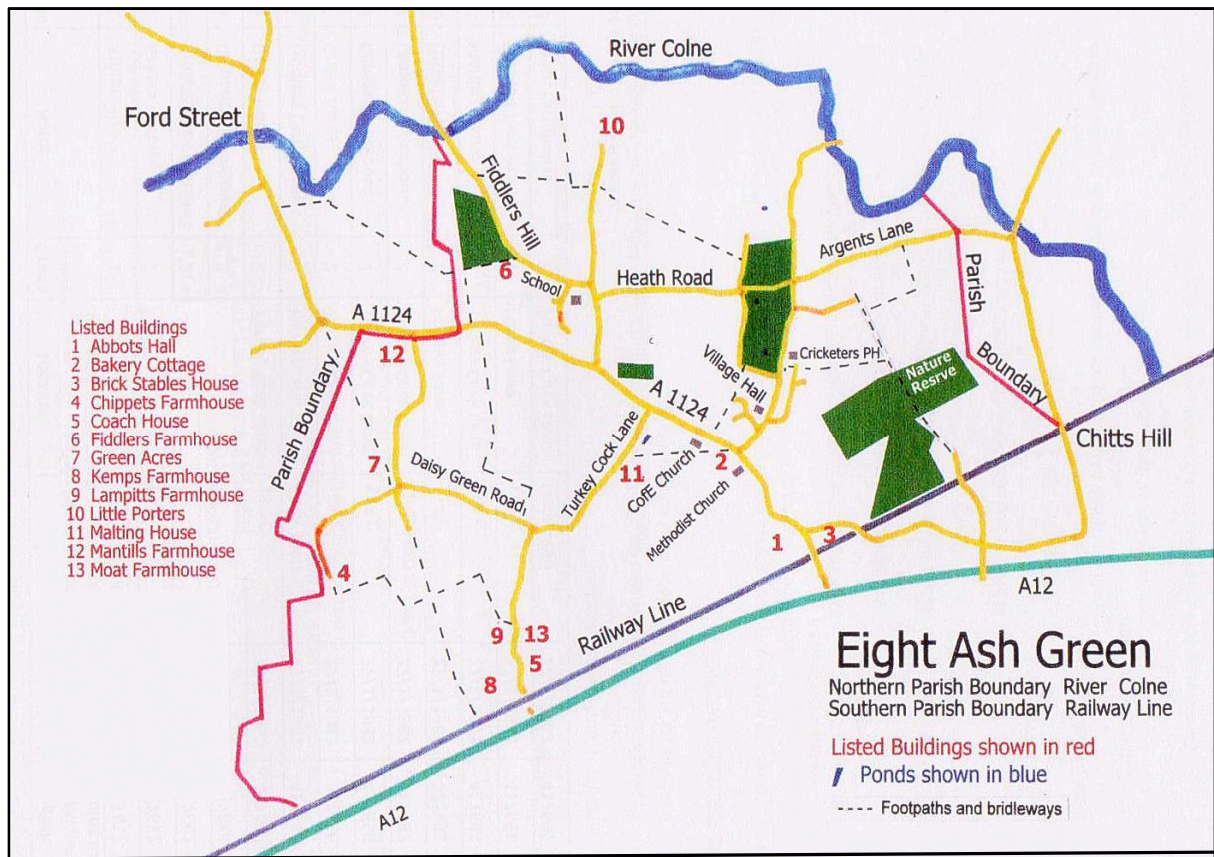 River Colne
Ford Street
10
Fiddlers Hill
Argents Lane
6
School
Heath Road
Parish
Boundary
A 1124
12
Listed Buildings
1 Abbots Hall
2 Bakery Cottage
3 Brick Stables House
4 Chippets Farmhouse
5 Coach House
6 Fiddlers Farmhouse
7 Green Acres
8 Kemps Farmhouse
9 Lampitts Farmhouse
10 Little Porters
11 Malting House
12 Mantills Farmhouse
13 Moat Farmhouse
Parish Boundary
Village Hall
Cricketers PH
Nature
Resrve
A 1124
Chitts Hill
7
Daisy Green Road
Turkey Cock Lane
11
CofE Church
2
Methodist Church
1
3
4
A12
Railway Line
9
13
5
8
A12
Eight Ash Green
Northern Parish Boundary River Colne
Southern Parish Boundary Railway Line
Listed Buildings shown in red
Ponds shown in blue
Footpaths and bridleways